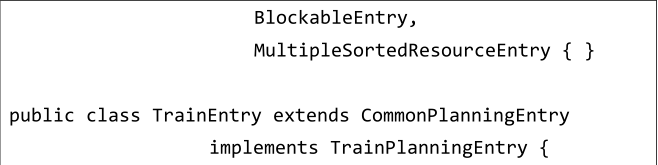 BlockableEntry,
MultipleSortedResourceEntry { }
public class TrainEntry extends CommonPlanningEntry
implements TrainPlanningEntry {